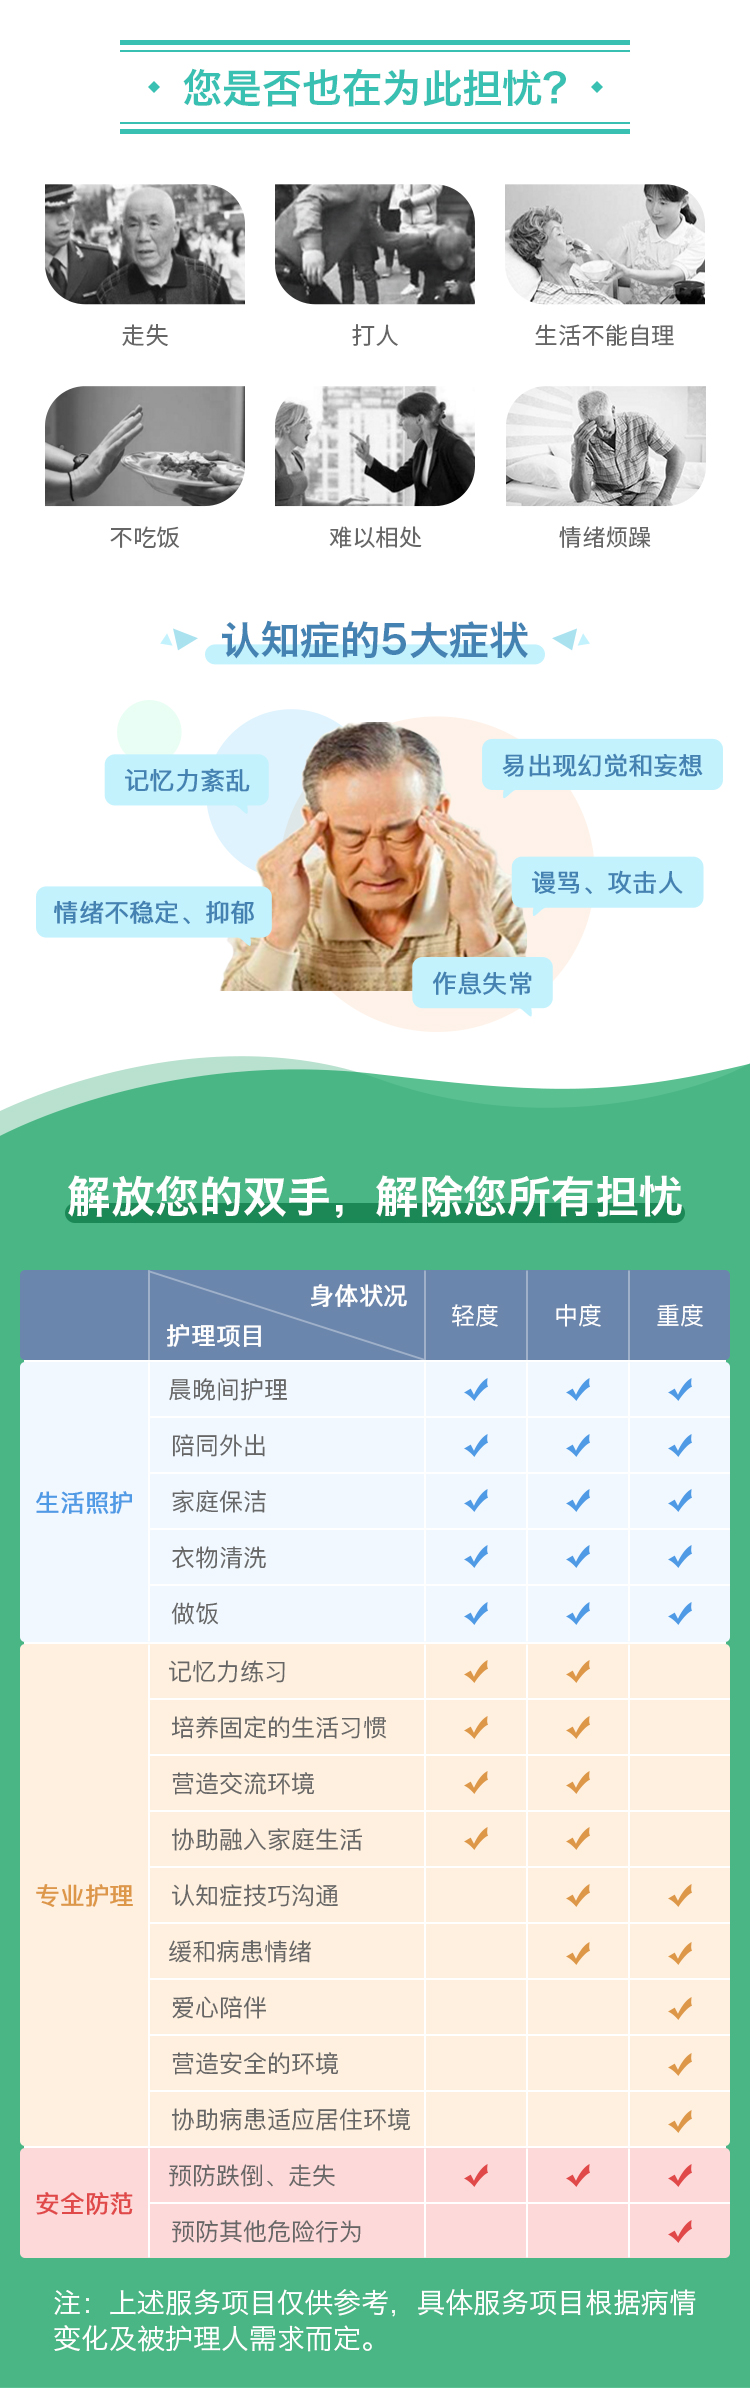 您是否也在为此担忧?
走失
打人
生活不能自理
不吃饭
难以相处
情绪烦躁
认知症的5大症状
记忆力紊乱
易出现幻觉和妄想
谩骂、攻击人
情绪不稳定、抑郁
作息失常
解放您的双手，解除您所有担忧
身体状况
护理项目
轻度
中度
重度
生活照护
晨晚间护理
陪同外出
家庭保洁
衣物清洗
做饭
专业护理
记忆力练习
培养固定的生活习惯
营造交流环境
协助融入家庭生活
认知症技巧沟通
缓和病患情绪
爱心陪伴
营造安全的环境
协助病患适应居住环境
安全防范
预防跌倒、走失
预防其他危险行为
注：上述服务项目仅供参考，具体服务项目根据病情
变化及被护理人需求而定。